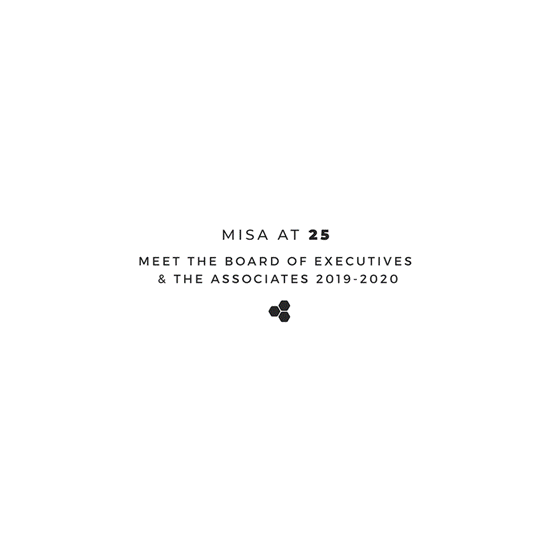 MISA AT 25
MEET THE BOARD OF EXECUTIVES
& THE ASSOCIATES 2019-2020